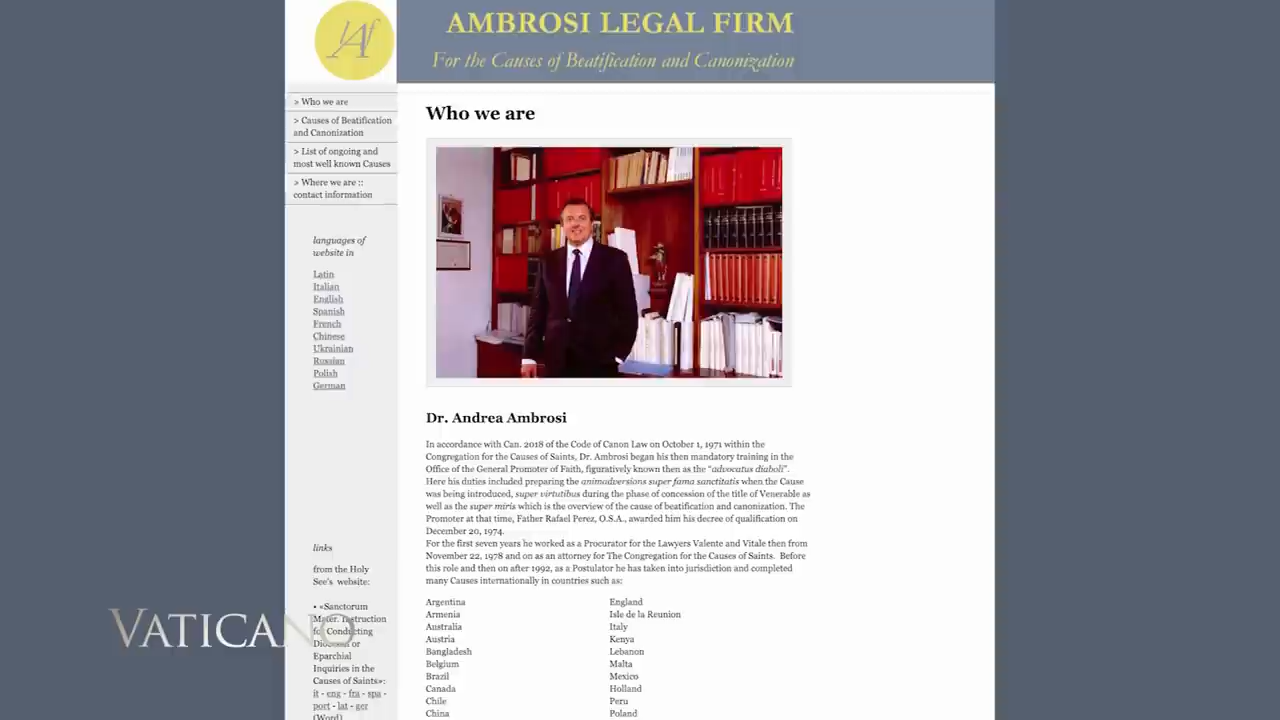 lAf
AMBROSI LEGAL FIRM
For the Causes of Beatification and Canonization
> Who we are
> Causes of Beatification
and Canonization
> List of ongoing and
most well known Causes
> Where we are ::
contact information
languages of
website in
Latin
Italian
English
Spanish
French
Chinese
Ukrainian
Russian
Polish
German
links
from the Holy
See's website:
• «Sanctorum
Mater. Instruction
for Conducting
Diocesan or
Eparchial
Inquiries in the
Causes of Saints»:
it - eng - fra - spa -
port - lat - ger
(Word)
VATICANO
Who we are
Dr. Andrea Ambrosi
In accordance with Can. 2018 of the Code of Canon Law on October 1, 1971 within the
Congregation for the Causes of Saints, Dr. Ambrosi began his then mandatory training in the
Office of the General Promoter of Faith, figuratively known then as the "advocatus diaboli".
Here his duties included preparing the animadversions super fama sanctitatis when the Cause
was being introduced, super virtutibus during the phase of concession of the title of Venerable as
well as the super miris which is the overview of the cause of beatification and canonization. The
Promoter at that time, Father Rafael Perez, O.S.A., awarded him his decree of qualification on
December 20, 1974.
For the first seven years he worked as a Procurator for the Lawyers Valente and Vitale then from
November 22, 1978 and on as an attorney for The Congregation for the Causes of Saints. Before
this role and then on after 1992, as a Postulator he has taken into jurisdiction and completed
many Causes internationally in countries such as:
Argentina
Armenia
Australia
Austria
Bangladesh
Belgium
Brazil
Canada
Chile
China
England
Isle de la Reunion
Italy
Kenya
Lebanon
Malta
Mexico
Holland
Peru
Poland